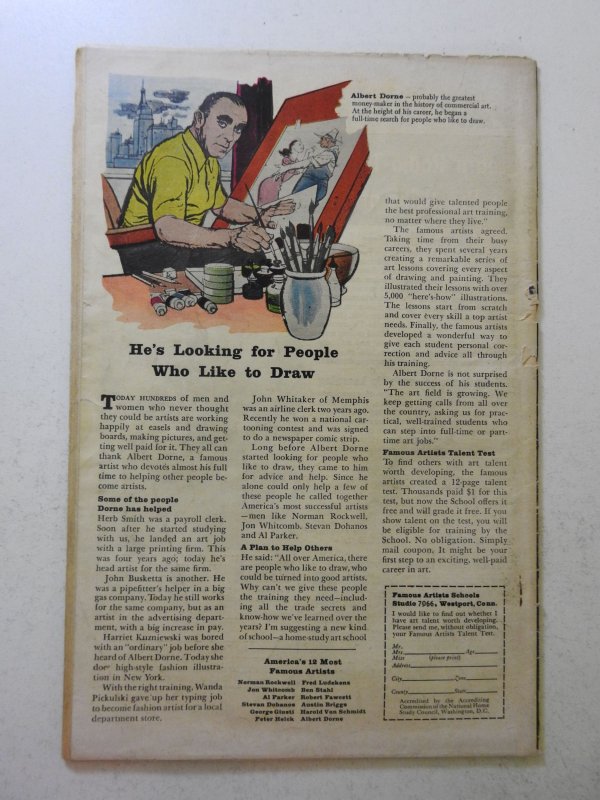 Albert Dorne – probably the greatest
money-maker in the history of commercial art.
At the height of his career, he began a
full-time search for people who like to draw.
He's Looking for People
Who Like to Draw
TODAY HUNDREDS of men and
women who never thought
they could be artists are working
happily at easels and drawing
boards, making pictures, and get-
ting well paid for it. They all can
thank Albert Dorne, a famous
artist who devotes almost his full
time to helping other people be-
come artists.
Some of the people
Dorne has helped
Herb Smith was a payroll clerk.
Soon after he started studying
with us, he landed an art job
with a large printing firm. This
was four years ago; today he's
head artist for the same firm.
John Busketta is another. He
was a pipefitter's helper in a big
gas company. Today he still works
for the same company, but as an
artist in the advertising depart-
ment, with a big increase in pay.
Harriet Kuzniewski was bored
with an "ordinary" job before she
heard of Albert Dorne. Today she
does high-style fashion illustra-
tion in New York.
With the right training, Wanda
Pickulski gave up her typing job
to become fashion artist for a local
department store.
John Whitaker of Memphis
was an airline clerk two years ago.
Recently he won a national car-
tooning contest and was signed
to do a newspaper comic strip.
Long before Albert Dorne
started looking for people who
like to draw, they came to him
for advice and help. Since he
alone could help only a few of
these people he called together
America's most successful artists
—men like Norman Rockwell,
Jon Whitcomb, Stevan Dohanos
and Al Parker.
A Plan to Help Others
He said: "All over America, there
are people who like to draw, who
could be turned into good artists.
Why can't we give these people
the training they need—includ-
ing all the trade secrets and
know-how we've learned over the
years? I'm suggesting a new kind
of school—a home-study art school
America's 12 Most
Famous Artists
Norman Rockwell Fred Ludekens
Jon Whitcomb Ben Stahl
Al Parker Robert Fawcett
Stevan Dohanos Austin Briggs
George Giusti Harold Von Schmidt
Peter Helck Albert Dorne
that would give talented people
the best professional art training,
no matter where they live."
The famous artists agreed.
Taking time from their busy
careers, they spent several years
creating a remarkable series of
art lessons covering every aspect
of drawing and painting. They
illustrated their lessons with over
5,000 "here's-how" illustrations.
The lessons start from scratch
and cover every skill a top artist
needs. Finally, the famous artists
developed a wonderful way to
give each student personal cor-
rection and advice all through
his training.
Albert Dorne is not surprised
by the success of his students.
"The art field is growing. We
keep getting calls from all over
the country, asking us for prac-
tical, well-trained students who
can step into full-time or part-
time art jobs."
Famous Artists Talent Test
To find others with art talent
worth developing, the famous
artists created a 12-page talent
test. Thousands paid $1 for this
test, but now the School offers it
free and will grade it free. If you
show talent on the test, you will
be eligible for training by the
School. No obligation. Simply
mail coupon. It might be your
first step to an exciting, well-paid
career in art.
Famous Artists Schools
Studio 7066, Westport, Conn.
I would like to find out whether I
have art talent worth developing.
Please send me, without obligation,
your Famous Artists Talent Test.
Mr.
Mrs. Age
Miss (please print)
Address
City Zone
County State
Accredited by the Accrediting
Commission of the National Home
Study Council, Washington, D.C.